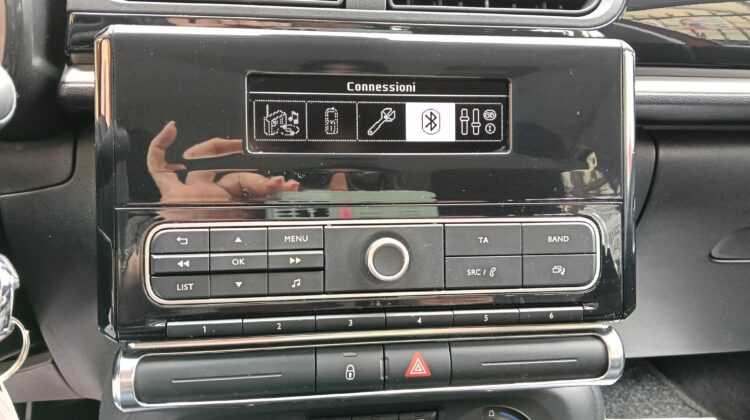 Connessioni
MENU
TA
BAND
OK
LIST
SRC /
1 2 3 4 5 6